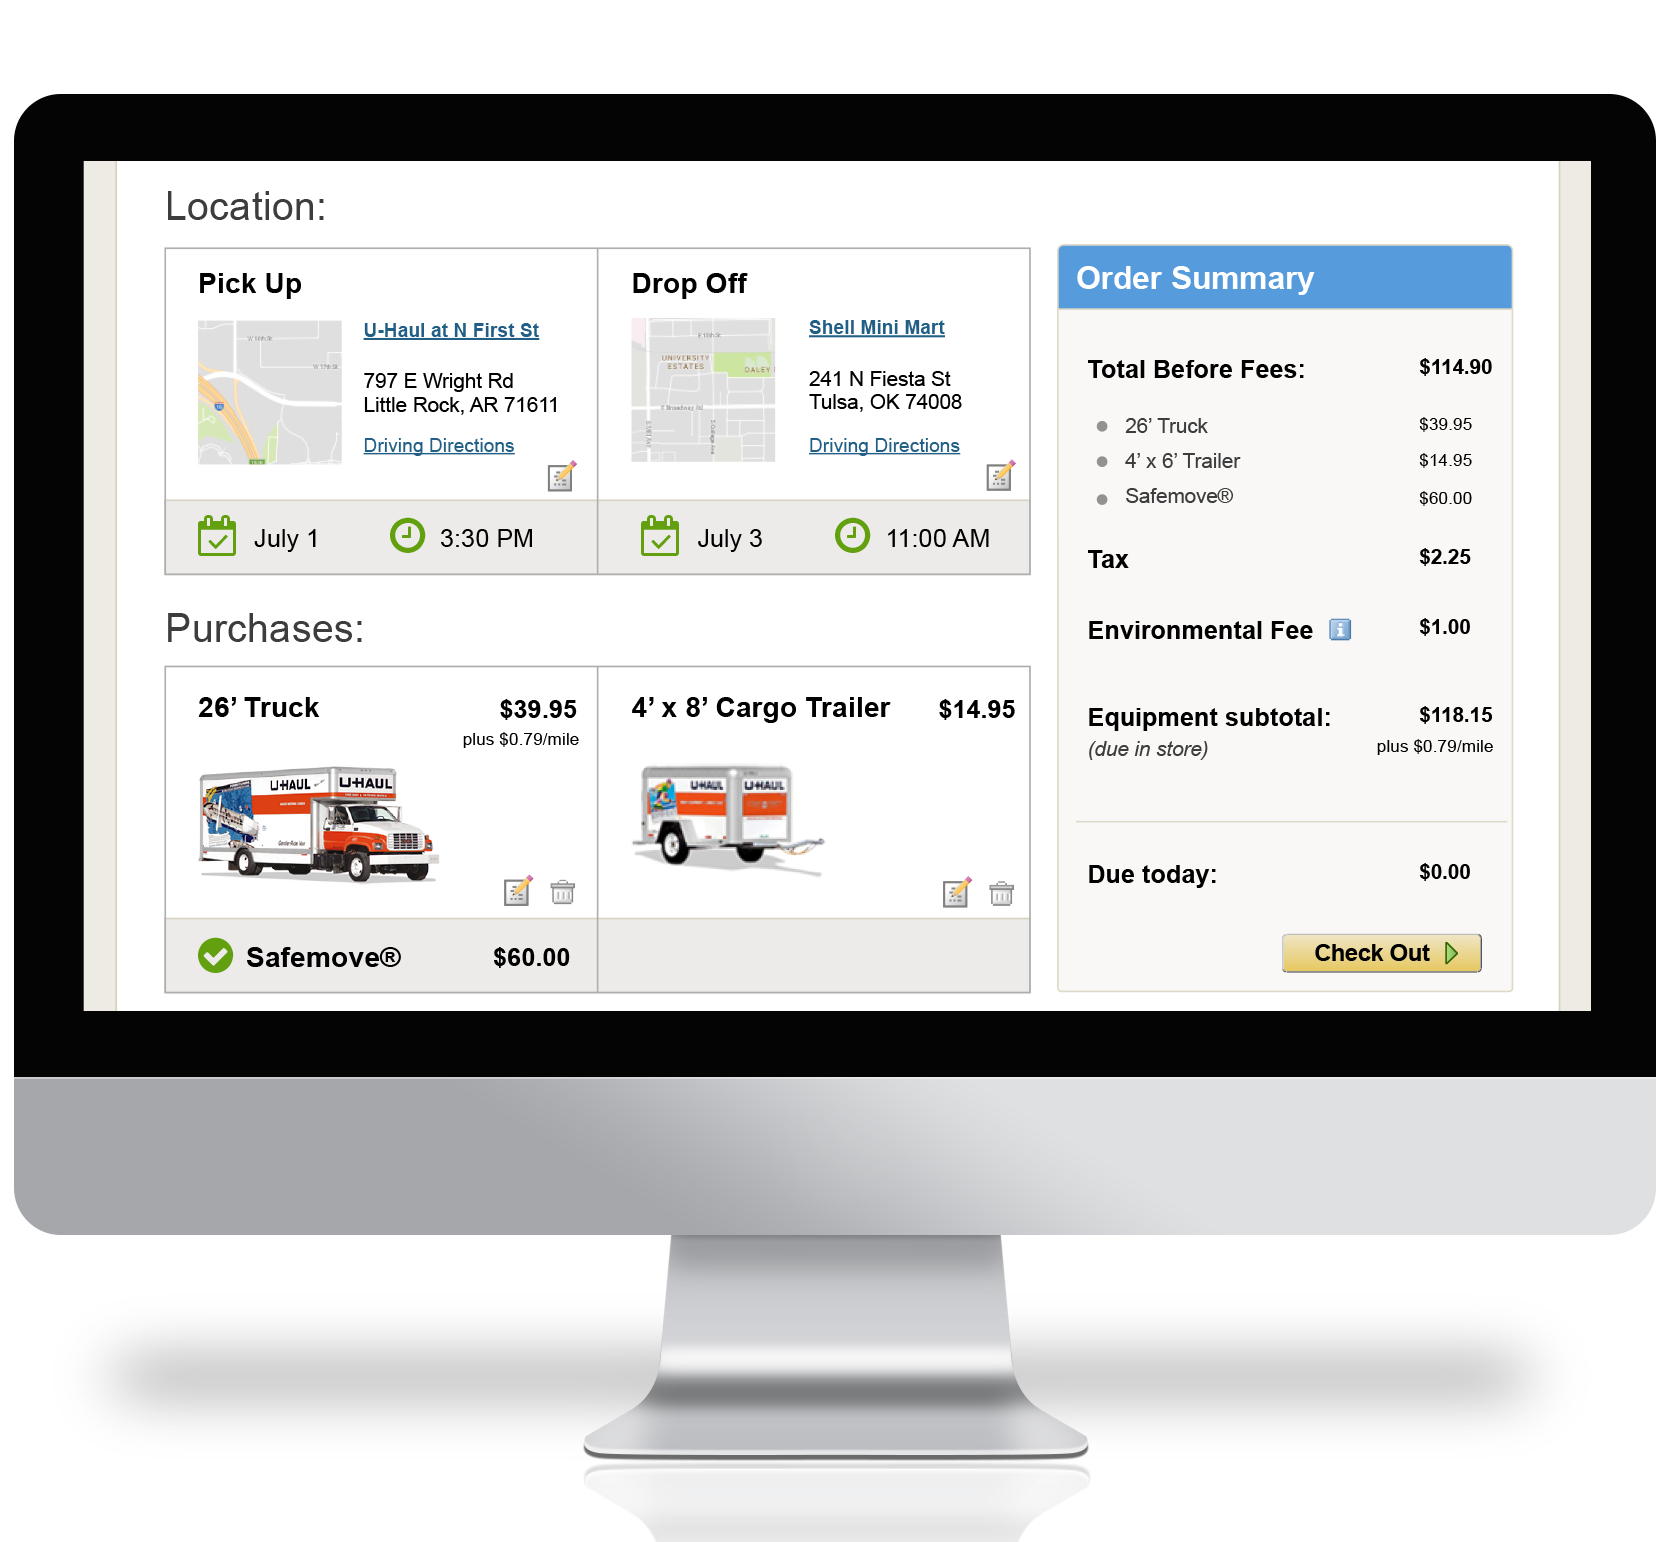 Location:
Pick Up
U-Haul at N First St
797 E Wright Rd
Little Rock, AR 71611
Driving Directions
July 1
3:30 PM
Drop Off
UNIVERSITY
ESTATES
DALEY
E Broadway Rd
Shell Mini Mart
241 N Fiesta St
Tulsa, OK 74008
Driving Directions
July 3
11:00 AM
Purchases:
26’ Truck
$39.95
plus $0.79/mile
U-HAUL
U-HAUL
Safemove®
$60.00
4’ x 8’ Cargo Trailer
$14.95
U-HAUL
U-HAUL
Order Summary
Total Before Fees:
$114.90
26’ Truck
$39.95
4’ x 6’ Trailer
$14.95
Safemove®
$60.00
Tax
$2.25
Environmental Fee
$1.00
Equipment subtotal:
$118.15
(due in store)
plus $0.79/mile
Due today:
$0.00
Check Out